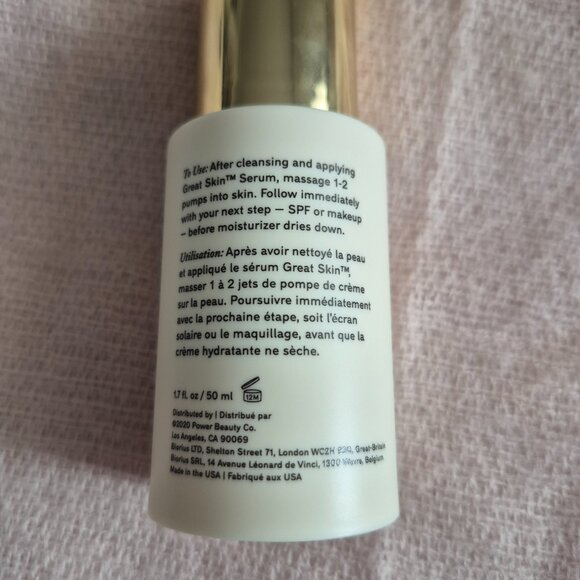 To Use: After cleansing and applying
Great Skin™ Serum, massage 1-2
pumps into skin. Follow immediately
with your next step — SPF or makeup
— before moisturizer dries down.
Utilisation: Après avoir nettoyé la peau
et appliqué le sérum Great Skin™,
masser 1 à 2 jets de pompe de crème
sur la peau. Poursuivre immédiatement
avec la prochaine étape, soit l'écran
solaire ou le maquillage, avant que la
crème hydratante ne sèche.
1.7 fl. oz / 50 ml 12M
Distributed by | Distribué par
©2020 Power Beauty Co.
Los Angeles, CA 90069
Biorius LTD, Shelton Street 71, London WC2H Great-Britain
Biorius SRL, 14 Avenue Léonard de Vinci, 1300 Wavre, Belgium
Made in the USA | Fabriqué aux USA